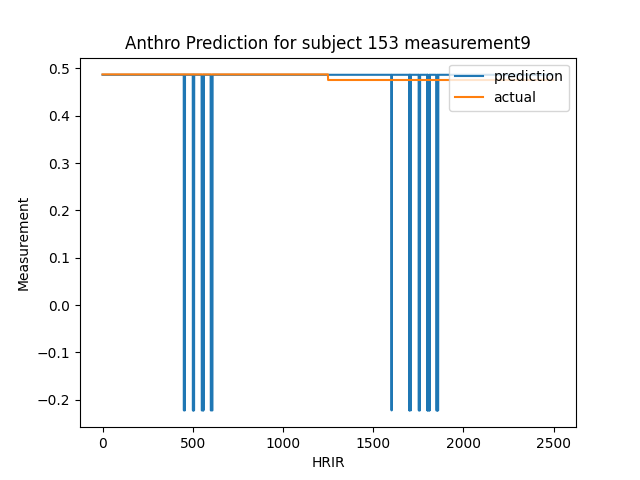 Anthro Prediction for subject 153 measurement9
prediction
actual
0.5
0.4
0.3
0.2
0.1
0.0
−0.1
−0.2
Measurement
0
500
1000
1500
2000
2500
HRIR